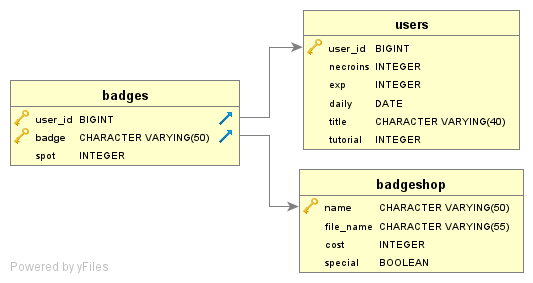 badges
user_id BIGINT
badge CHARACTER VARYING(50)
spot INTEGER
users
user_id BIGINT
necroins INTEGER
exp INTEGER
daily DATE
title CHARACTER VARYING(40)
tutorial INTEGER
badgeshop
name CHARACTER VARYING(50)
file_name CHARACTER VARYING(55)
cost INTEGER
special BOOLEAN
Powered by yFiles